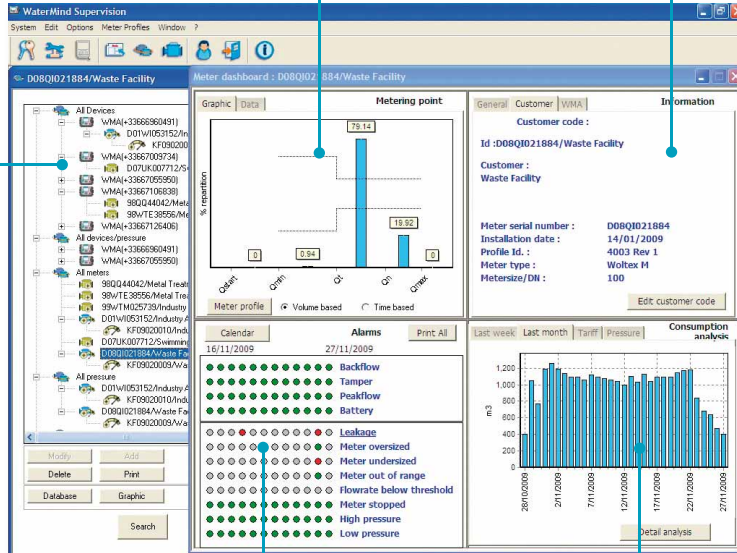 WaterMind Supervision
System Edit Options Meter Profiles Window ?
D08QI021884/Waste Facility
All Devices
WMA(+33666960491)
D01WI053152/In
KF090200
WMA(+33667009734)
D07UK007712/S
WMA(+33667055950)
WMA(+33667106838)
98QQ44042/Meta
98WTE38556/Me
WMA(+33667126406)
All devices/pressure
WMA(+33666960491)
WMA(+33667055950)
All meters
98QQ44042/Metal Treatr
98WTE38556/Metal Trea
99WTM025739/Industry
D01WI053152/Industry A
KF09020010/Indu
D07UK007712/Swimming
D08QI021884/Waste Fa
KF09020009/Wa
All pressure
D01WI053152/Industry A
KF09020010/Indu
D08QI021884/Waste Fa
KF09020009/Wa
Modify Add
Delete Print
Database Graphic
Search
Meter dashboard : D08QI021884/Waste Facility
Graphic Data Metering point
% repartition
79.14
19.92
0 0.94 0
Qstart Qmin Qt Qn Qmax
Meter profile Volume based Time based
General Customer WMA Information
Customer code :
Id :D08QI021884/Waste Facility
Customer :
Waste Facility
Meter serial number : D08QI021884
Installation date : 14/01/2009
Profile Id. : 4003 Rev 1
Meter type : Woltex M
Metersize/DN : 100
Edit customer code
Calendar Alarms Print All
16/11/2009 27/11/2009
Backflow
Tamper
Peakflow
Battery
Leakage
Meter oversized
Meter undersized
Meter out of range
Flowrate below threshold
Meter stopped
High pressure
Low pressure
Last week Last month Tariff Pressure Consumption
analysis
m3
1,200
1,000
800
600
400
200
0
28/10/2009 2/11/2009 7/11/2009 12/11/2009 17/11/2009 22/11/2009 27/11/2009
Detail analysis